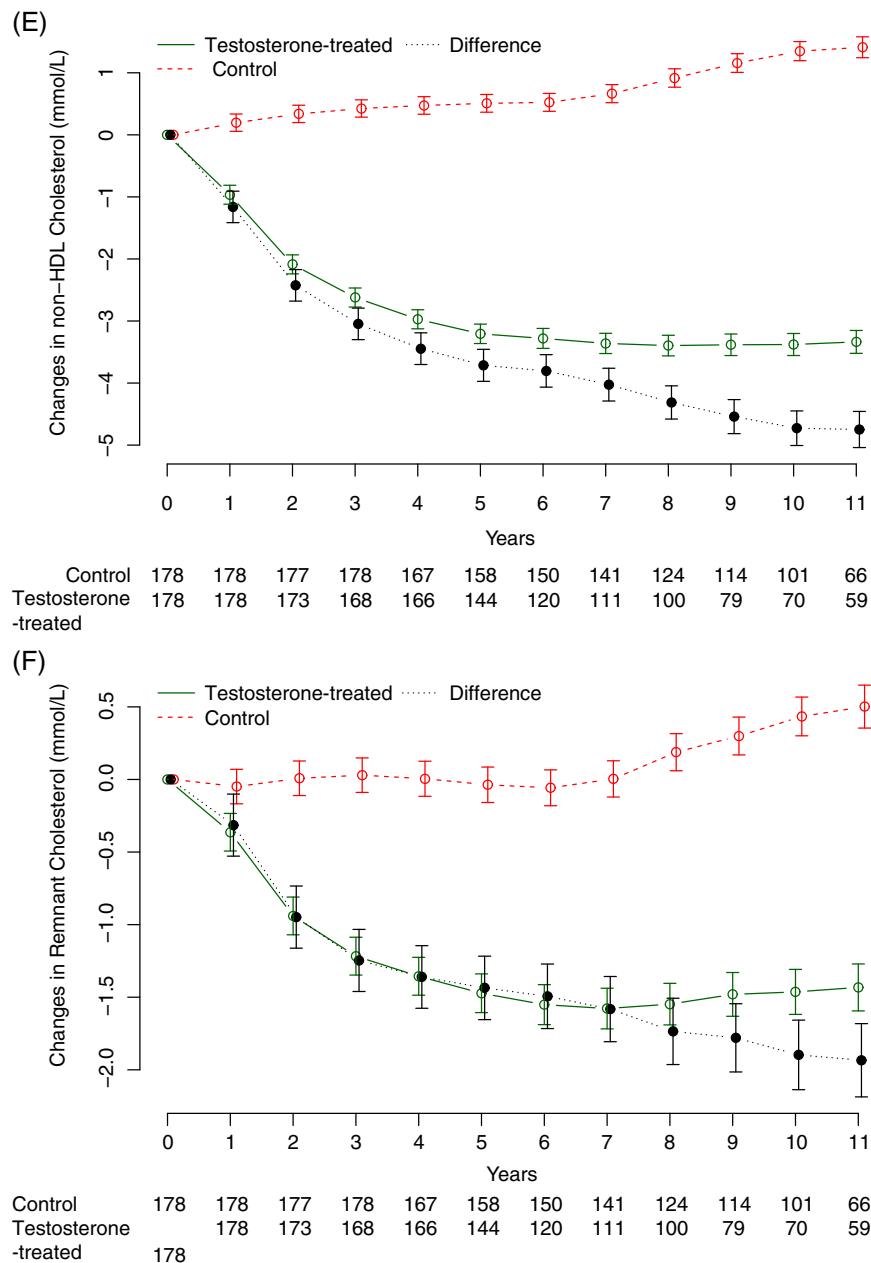 (E)
Testosterone-treated Difference
Control
Changes in non−HDL Cholesterol (mmol/L)
1
0
−1
−2
−3
−4
−5
0 1 2 3 4 5 6 7 8 9 10 11
Years
Control 178 178 177 178 167 158 150 141 124 114 101 66
Testosterone 178 178 173 168 166 144 120 111 100 79 70 59
-treated
(F)
Testosterone-treated Difference
Control
Changes in Remnant Cholesterol (mmol/L)
0.5
0.0
−0.5
−1.0
−1.5
−2.0
0 1 2 3 4 5 6 7 8 9 10 11
Years
Control 178 178 177 178 167 158 150 141 124 114 101 66
Testosterone 178 173 168 166 144 120 111 100 79 70 59
-treated 178